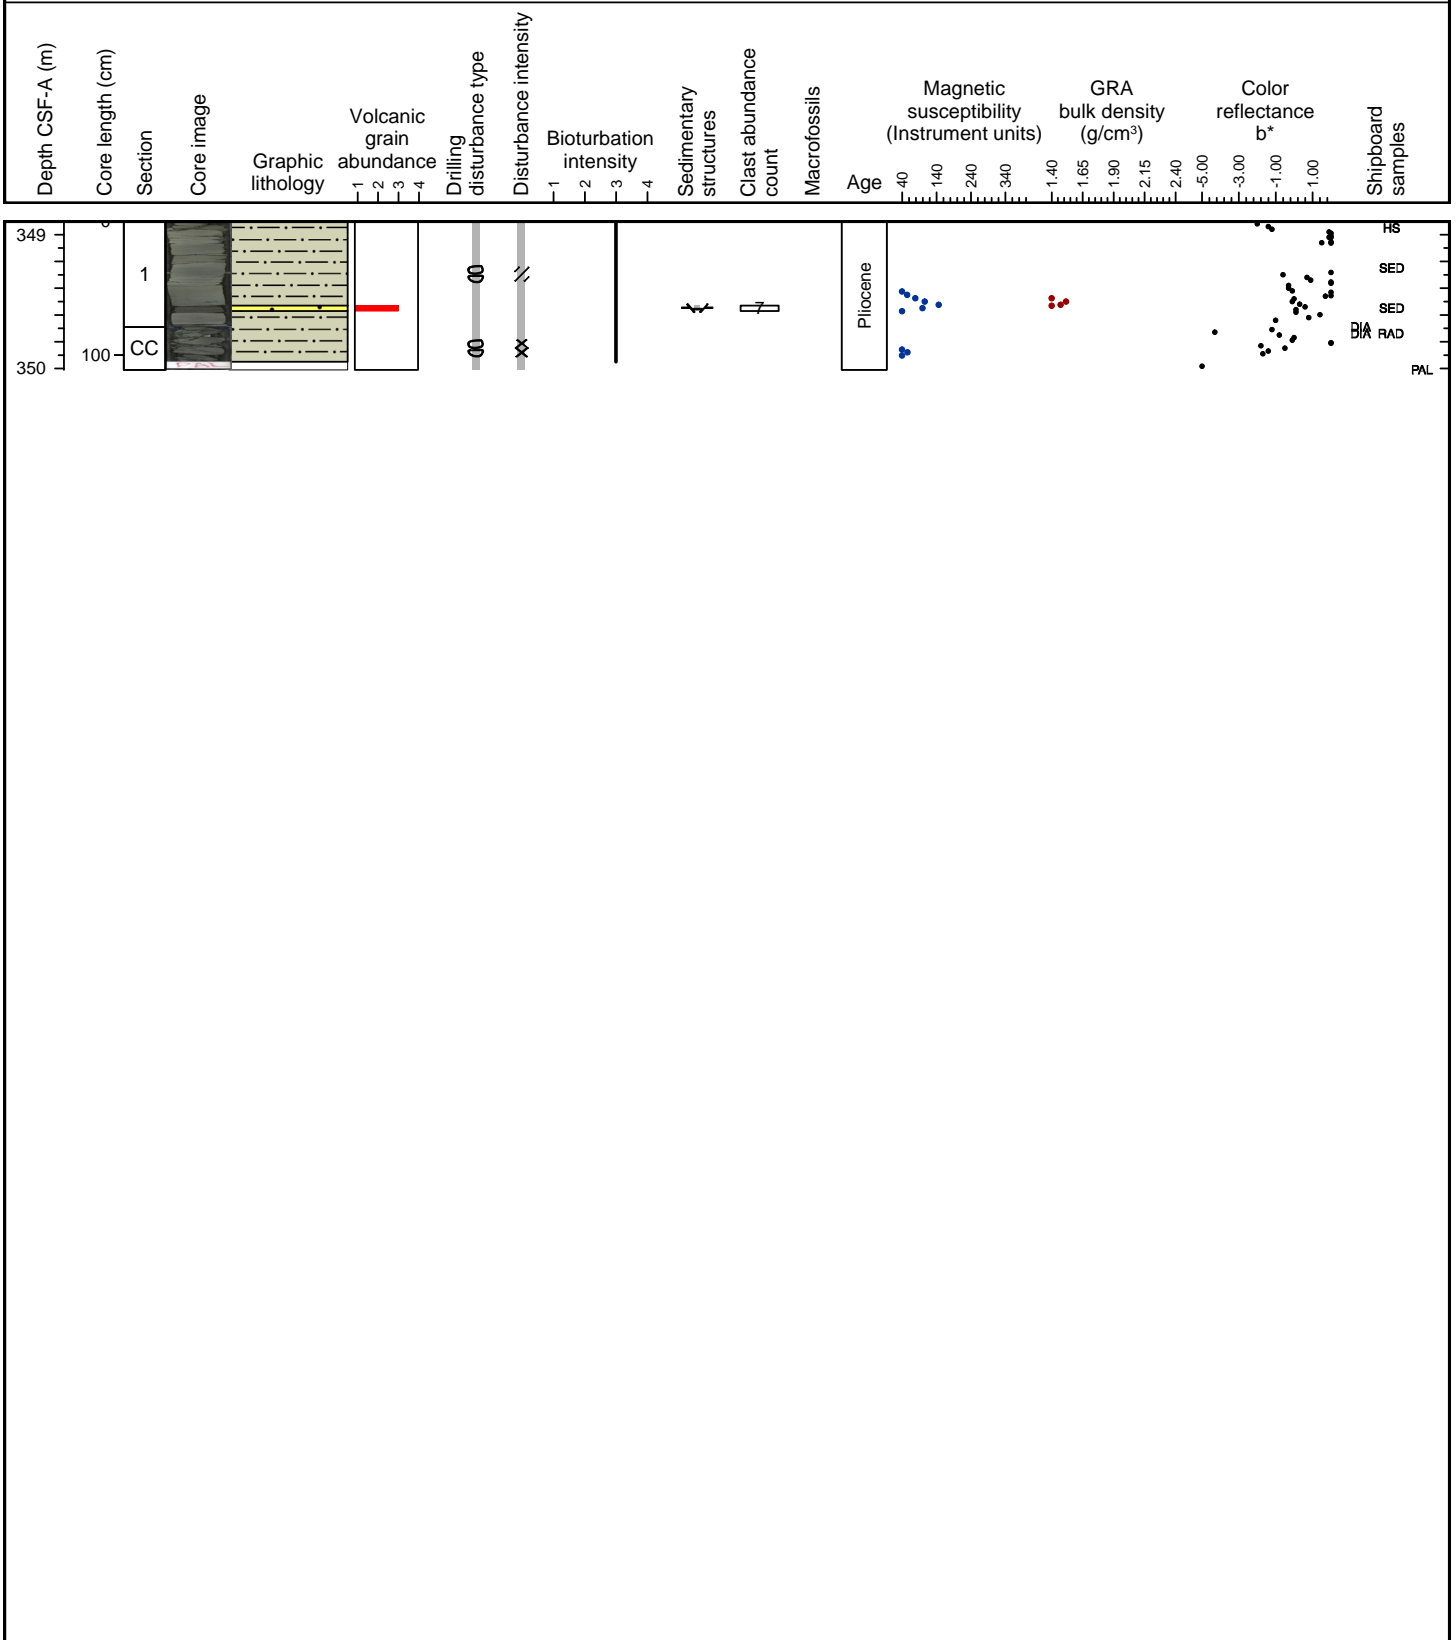 Depth CSF-A (m)
Core length (cm)
Section
Core image
Graphic
lithology
Volcanic
grain
abundance
1 2 3 4
Drilling
disturbance type
Disturbance intensity
Bioturbation
intensity
1 2 3 4
Sedimentary
structures
Clast abundance
count
Macrofossils
Age
Magnetic
susceptibility
(Instrument units)
40 140 240 340
GRA
bulk density
(g/cm³)
1.40 1.65 1.90 2.15 2.40
Color
reflectance
b*
-5.00 -3.00 -1.00 1.00
Shipboard
samples
0
349
HS
1
SED
Pliocene
7
SED
DIA
DIA RAD
CC
100
350
PAL
PAL